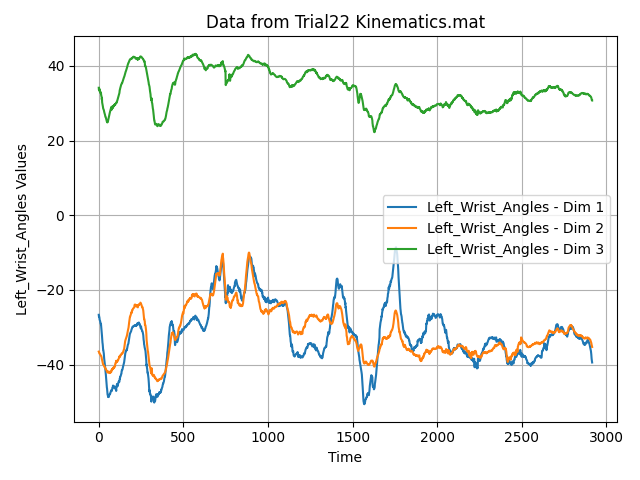 Data from Trial22 Kinematics.mat
Left_Wrist_Angles Values
40
20
0
−20
−40
Left_Wrist_Angles - Dim 1
Left_Wrist_Angles - Dim 2
Left_Wrist_Angles - Dim 3
0 500 1000 1500 2000 2500 3000
Time